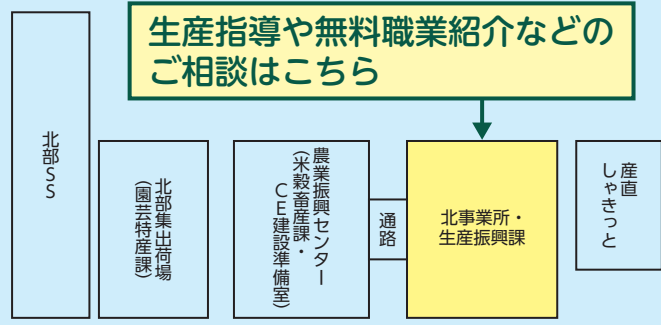 生産指導や無料職業紹介などの
ご相談はこちら
北部SS
北部集出荷場
(園芸特産課)
農業振興センター
(米穀畜産課・
CE建設準備室)
通路
北事業所・
生産振興課
産直
しゃきっと